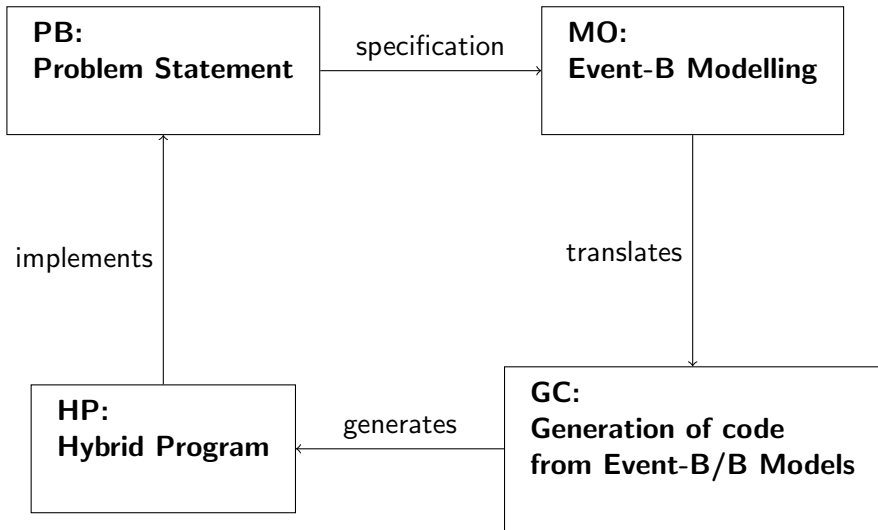 PB:
Problem Statement
specification
MO:
Event-B Modelling
implements
translates
HP:
Hybrid Program
generates
GC:
Generation of code
from Event-B/B Models